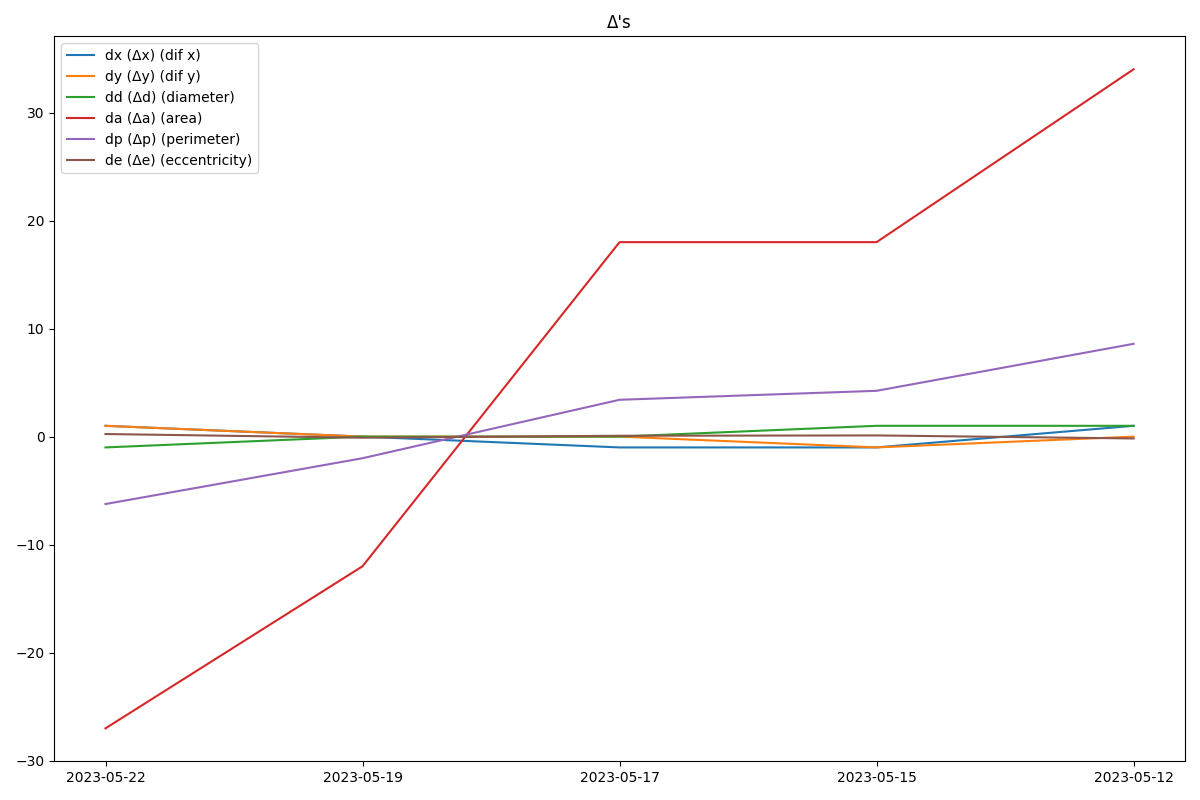 Δ's
dx (Δx) (dif x)
dy (Δy) (dif y)
dd (Δd) (diameter)
da (Δa) (area)
dp (Δp) (perimeter)
de (Δe) (eccentricity)
30
20
10
0
−10
−20
−30
2023-05-22 2023-05-19 2023-05-17 2023-05-15 2023-05-12